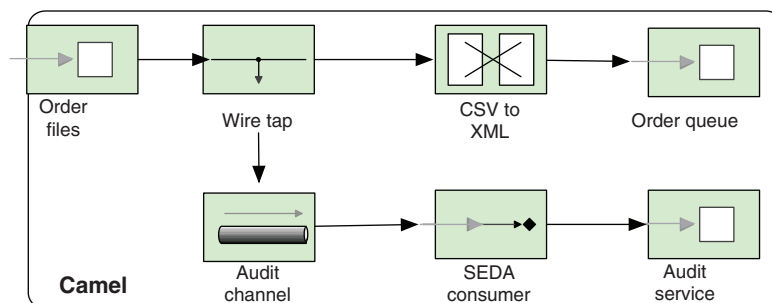 Order
files
Wire tap
CSV to
XML
Order queue
Audit
channel
SEDA
consumer
Audit
service
Camel